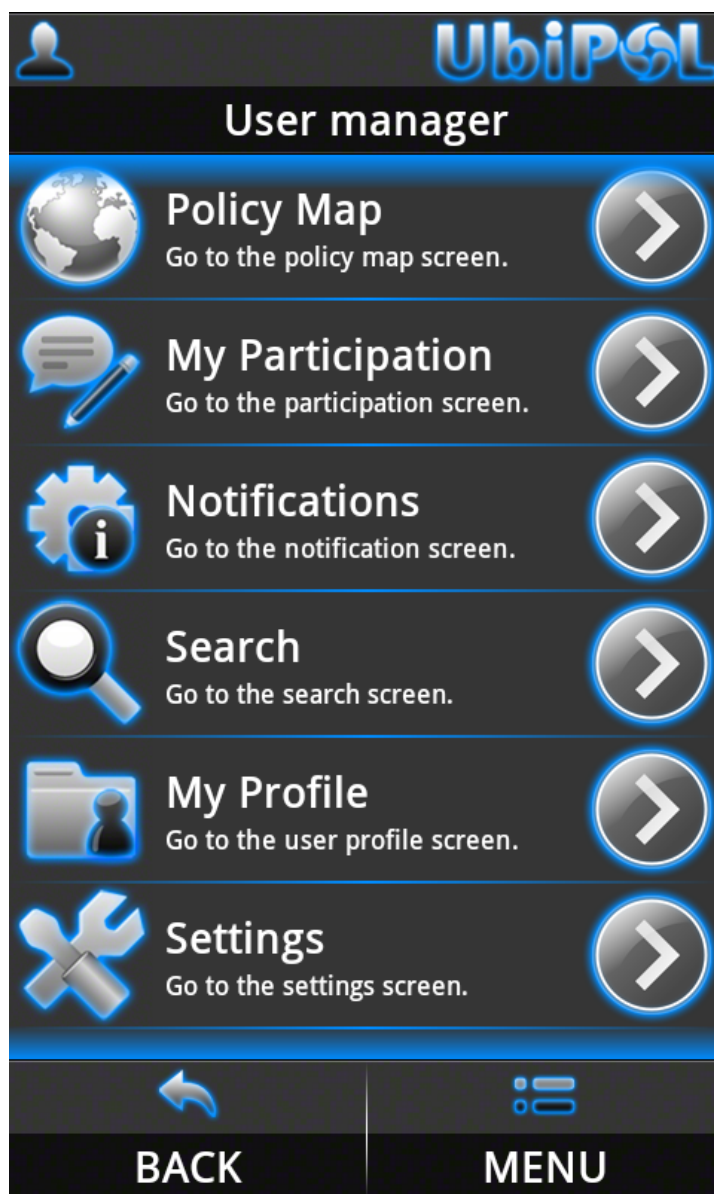 UbiPOL
User manager
Policy Map
Go to the policy map screen.
My Participation
Go to the participation screen.
Notifications
Go to the notification screen.
i
Search
Go to the search screen.
My Profile
Go to the user profile screen.
Settings
Go to the settings screen.
BACK MENU